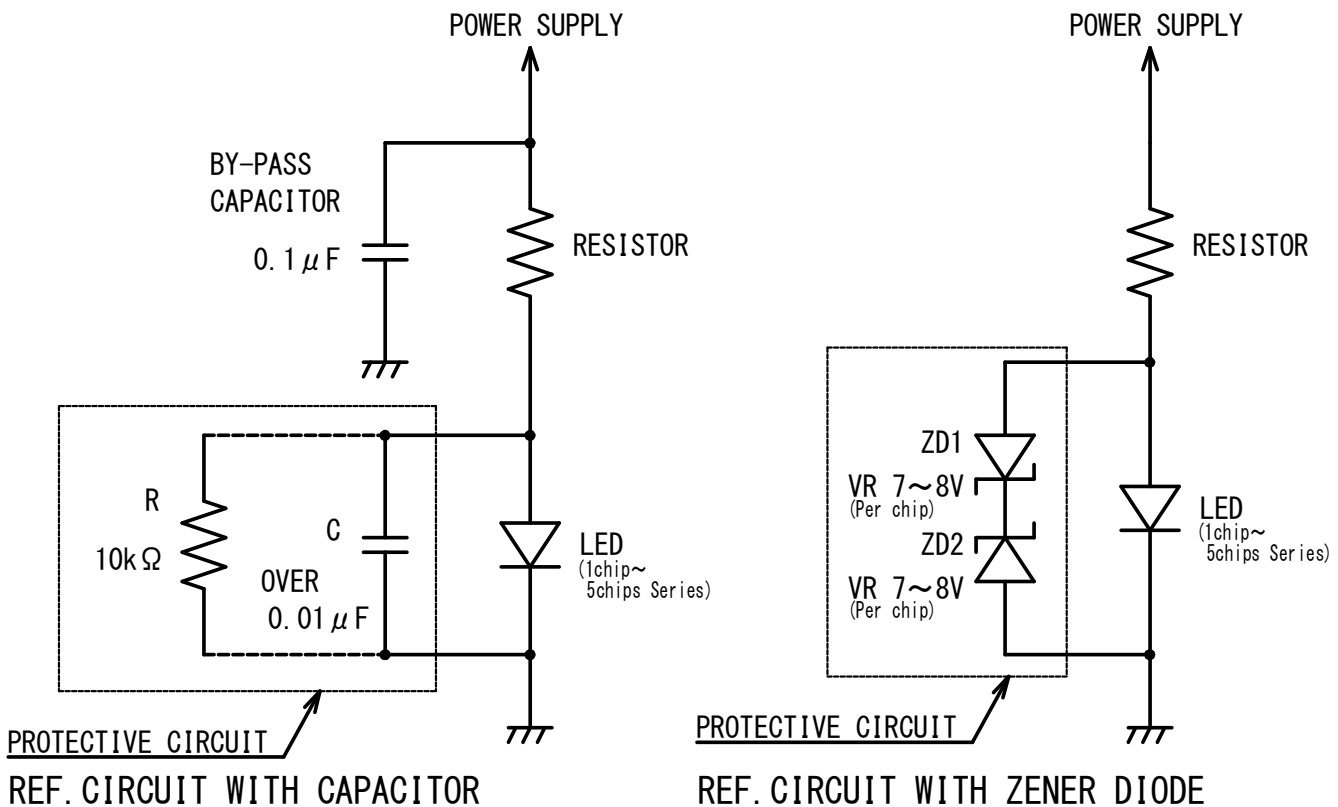 POWER SUPPLY
BY-PASS
CAPACITOR
0.1μF
RESISTOR
R
10kΩ
C
OVER
0.01μF
LED
(1chip~
5chips Series)
PROTECTIVE CIRCUIT
REF.CIRCUIT WITH CAPACITOR
POWER SUPPLY
RESISTOR
ZD1
VR 7~8V
(Per chip)
ZD2
VR 7~8V
(Per chip)
LED
(1chip~
5chips Series)
PROTECTIVE CIRCUIT
REF.CIRCUIT WITH ZENER DIODE